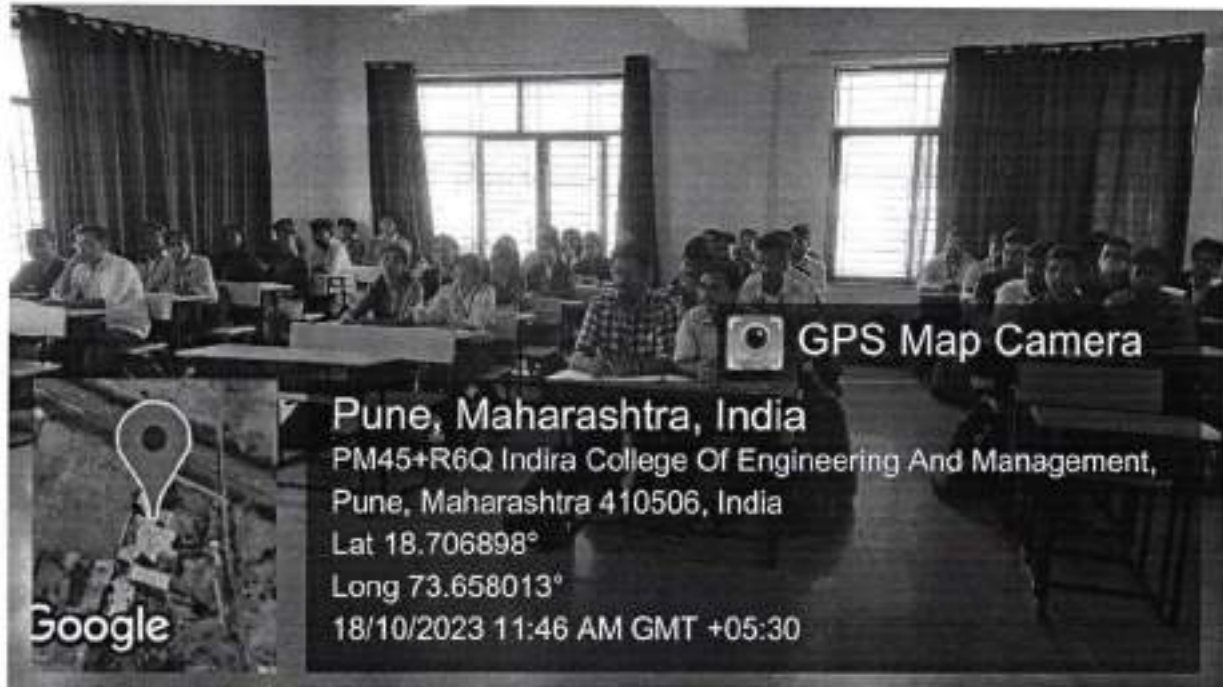 GPS Map Camera
Pune, Maharashtra, India
PM45+R6Q Indira College Of Engineering And Management,
Pune, Maharashtra 410506, India
Lat 18.706898°
Long 73.658013°
18/10/2023 11:46 AM GMT +05:30
Google